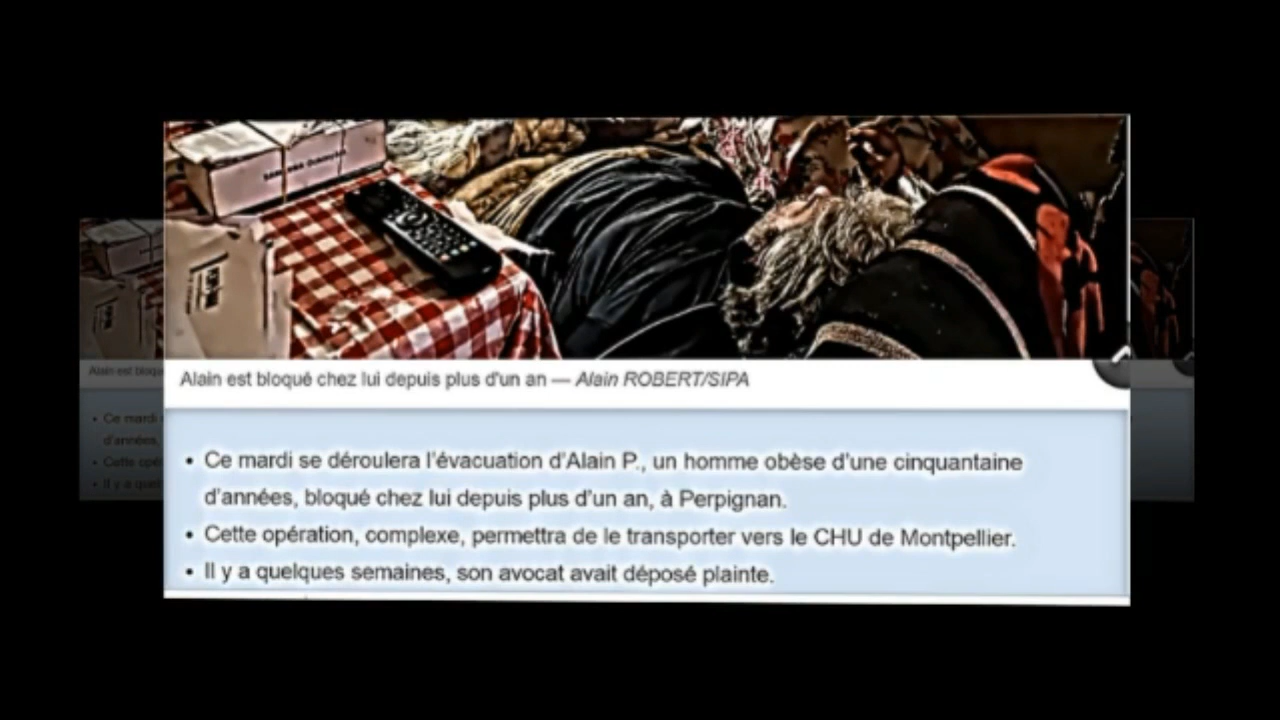 Alain est bloqué chez lui depuis plus d'un an — Alain ROBERT/SIPA
• Ce mardi se déroulera l'évacuation d'Alain P., un homme obèse d'une cinquantaine
d'années, bloqué chez lui depuis plus d'un an, à Perpignan.
• Cette opération, complexe, permettra de le transporter vers le CHU de Montpellier.
• Il y a quelques semaines, son avocat avait déposé plainte.